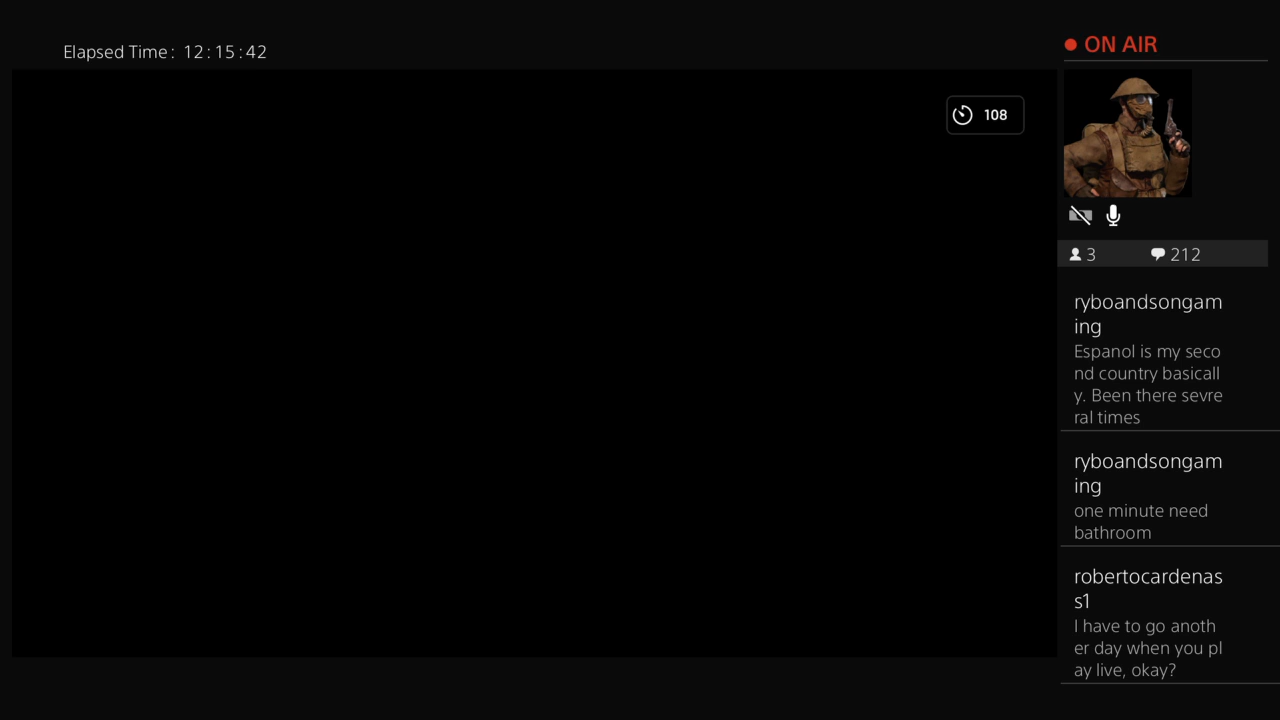 Elapsed Time: 12:15:42
ON AIR
108
3 212
ryboandsongam
ing
Espanol is my seco
nd country basicall
y. Been there sevre
ral times
ryboandsongam
ing
one minute need
bathroom
robertocardenas
s1
I have to go anoth
er day when you pl
ay live, okay?